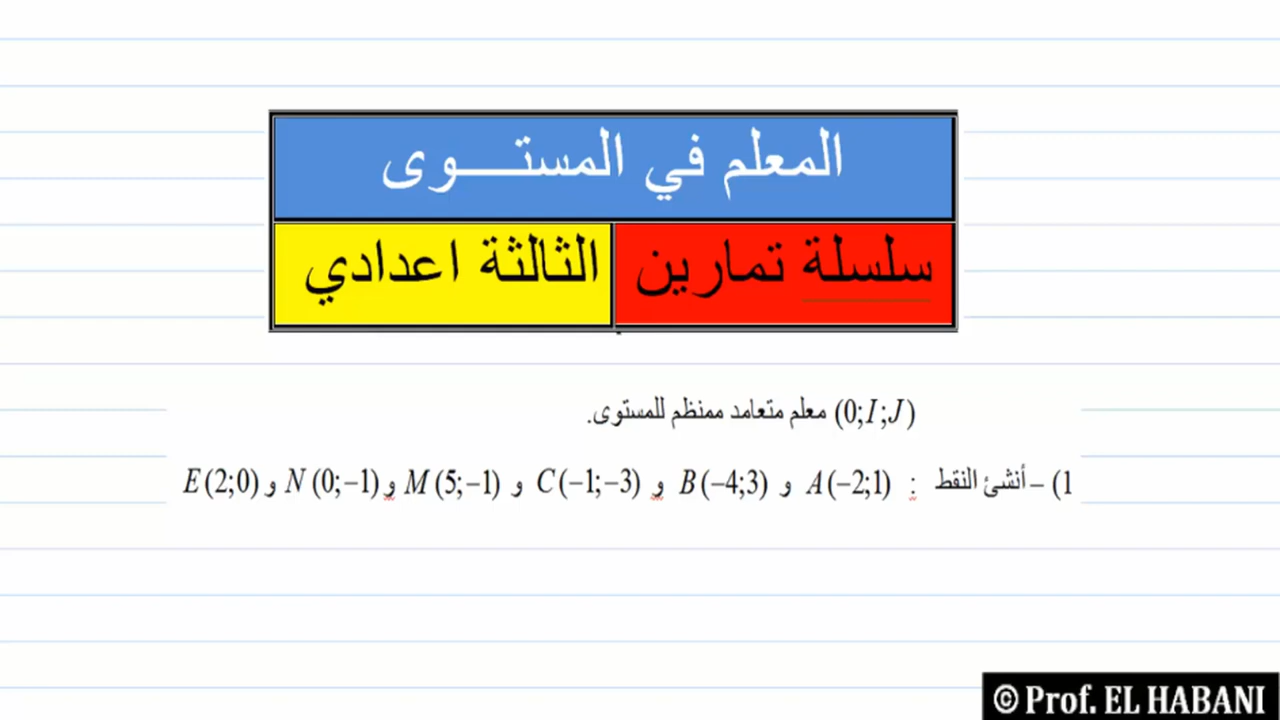 المعلم في المستـــوى
سلسلة تمارين الثالثة اعدادي
(0;I;J) معلم متعامد ممنظم للمستوى.
1) – أنشئ النقط : A(−2;1) و B(−4;3) و C(−1;−3) و M(5;−1) و N(0;−1) و E(2;0)
© Prof. EL HABANI